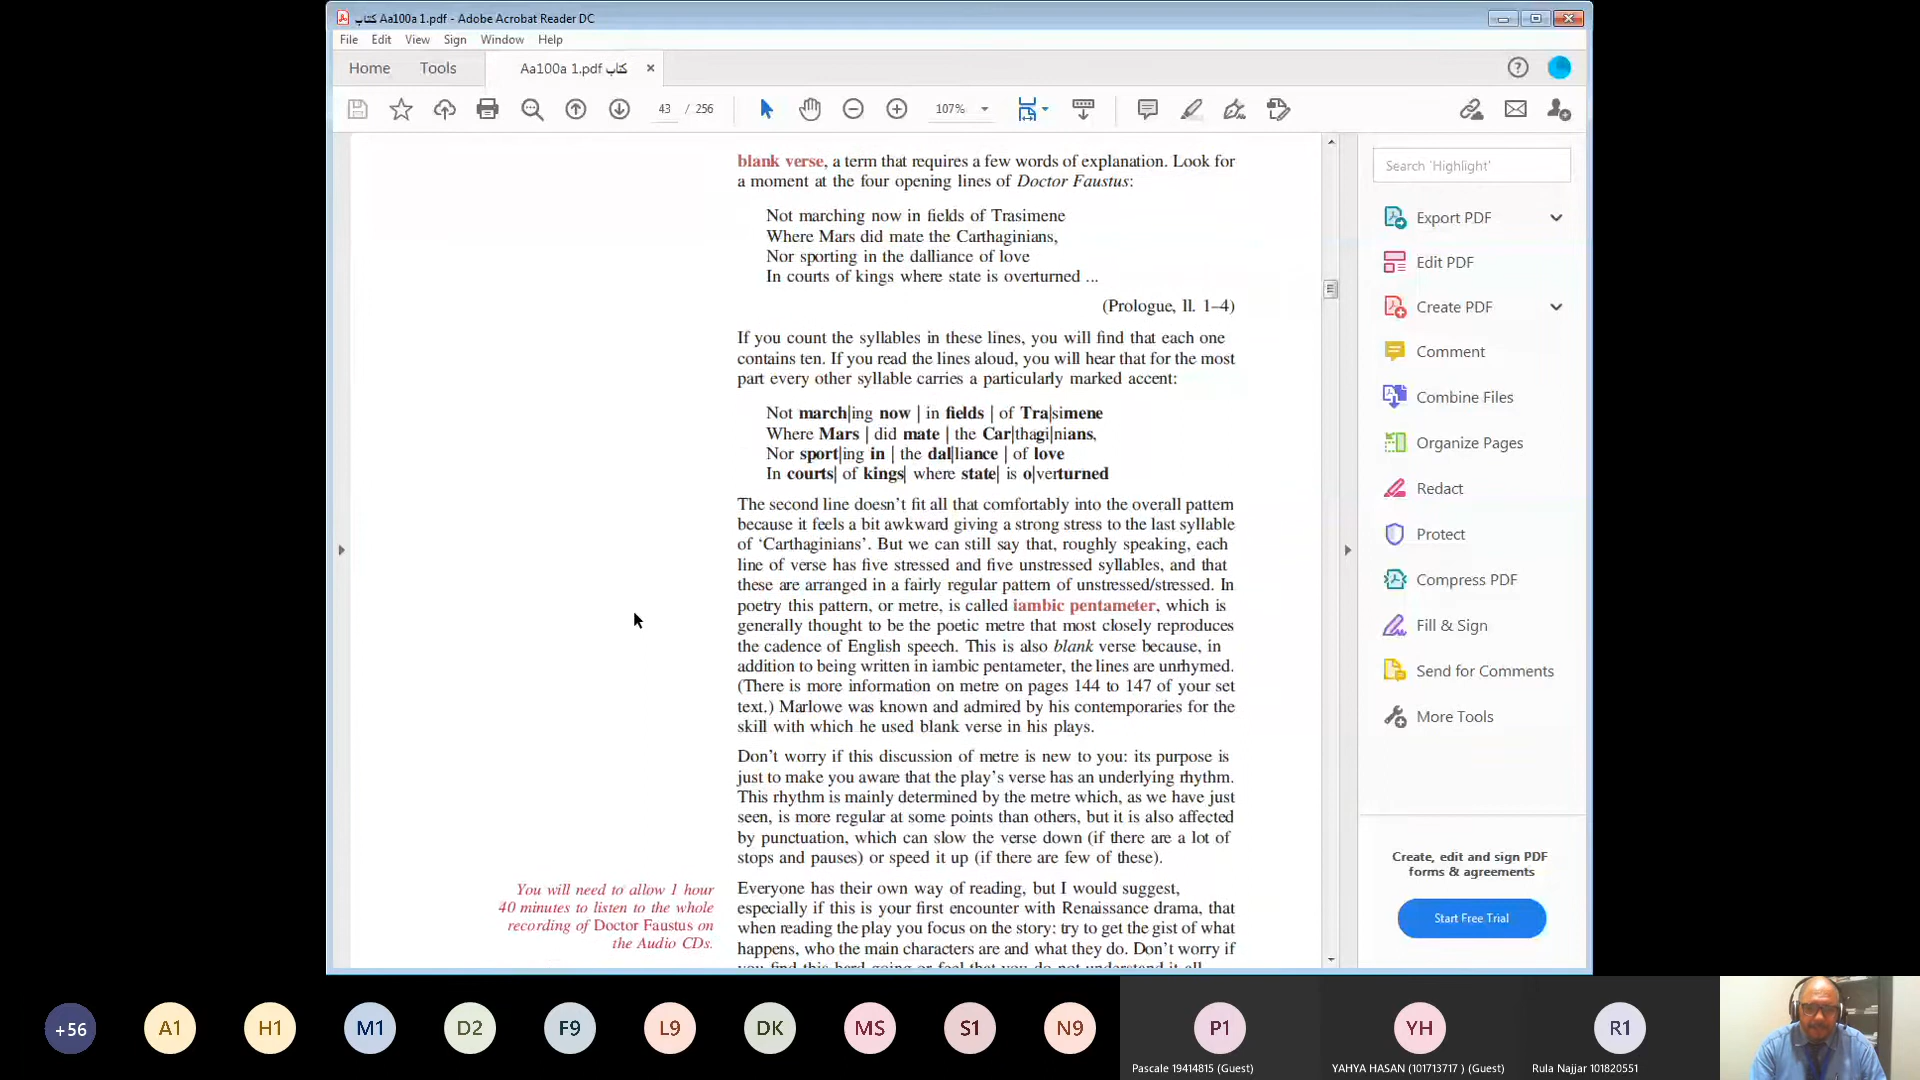 كتاب Aa100a 1.pdf - Adobe Acrobat Reader DC
File Edit View Sign Window Help
Home Tools Aa100a 1.pdf كتاب
43 / 256 107%
blank verse, a term that requires a few words of explanation. Look for
a moment at the four opening lines of Doctor Faustus:
Not marching now in fields of Trasimene
Where Mars did mate the Carthaginians,
Nor sporting in the dalliance of love
In courts of kings where state is overturned ...
(Prologue, ll. 1–4)
If you count the syllables in these lines, you will find that each one
contains ten. If you read the lines aloud, you will hear that for the most
part every other syllable carries a particularly marked accent:
Not march|ing now | in fields | of Tra|simene
Where Mars | did mate | the Car|thagi|nians,
Nor sport|ing in | the dal|liance | of love
In courts| of kings| where state| is o|verturned
The second line doesn’t fit all that comfortably into the overall pattern
because it feels a bit awkward giving a strong stress to the last syllable
of ‘Carthaginians’. But we can still say that, roughly speaking, each
line of verse has five stressed and five unstressed syllables, and that
these are arranged in a fairly regular pattern of unstressed/stressed. In
poetry this pattern, or metre, is called iambic pentameter, which is
generally thought to be the poetic metre that most closely reproduces
the cadence of English speech. This is also blank verse because, in
addition to being written in iambic pentameter, the lines are unrhymed.
(There is more information on metre on pages 144 to 147 of your set
text.) Marlowe was known and admired by his contemporaries for the
skill with which he used blank verse in his plays.
Don’t worry if this discussion of metre is new to you: its purpose is
just to make you aware that the play’s verse has an underlying rhythm.
This rhythm is mainly determined by the metre which, as we have just
seen, is more regular at some points than others, but it is also affected
by punctuation, which can slow the verse down (if there are a lot of
stops and pauses) or speed it up (if there are few of these).
You will need to allow 1 hour
40 minutes to listen to the whole
recording of Doctor Faustus on
the Audio CDs.
Everyone has their own way of reading, but I would suggest,
especially if this is your first encounter with Renaissance drama, that
when reading the play you focus on the story: try to get the gist of what
happens, who the main characters are and what they do. Don’t worry if
you find this hard going or feel that you do not understand it all
Search 'Highlight'
Export PDF
Edit PDF
Create PDF
Comment
Combine Files
Organize Pages
Redact
Protect
Compress PDF
Fill & Sign
Send for Comments
More Tools
Create, edit and sign PDF
forms & agreements
Start Free Trial
+56 A1 H1 M1 D2 F9 L9 DK MS S1 N9 P1 YH R1
Pascale 19414815 (Guest) YAHYA HASAN (101713717 ) (Guest) Rula Najjar 101820551